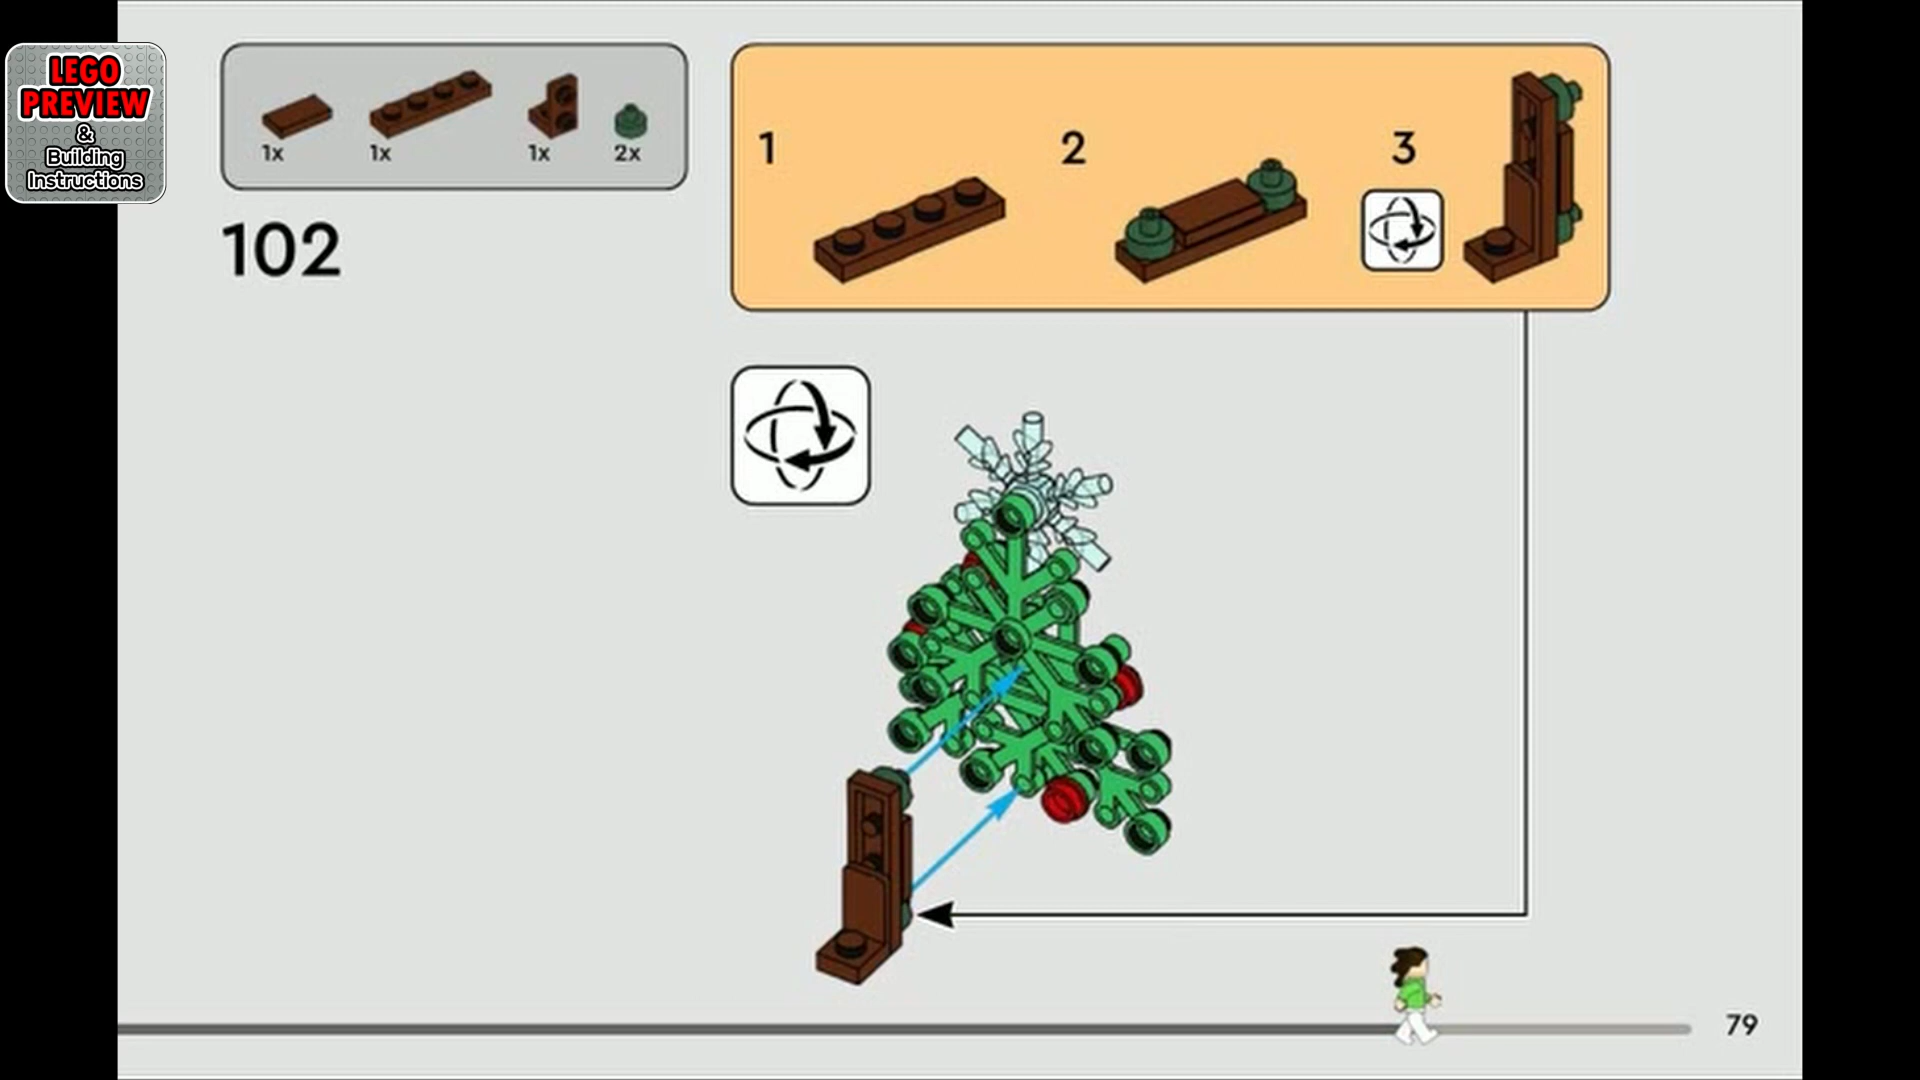 LEGO
PREVIEW
&
Building
Instructions
1x 1x 1x 2x
102
1 2 3
79